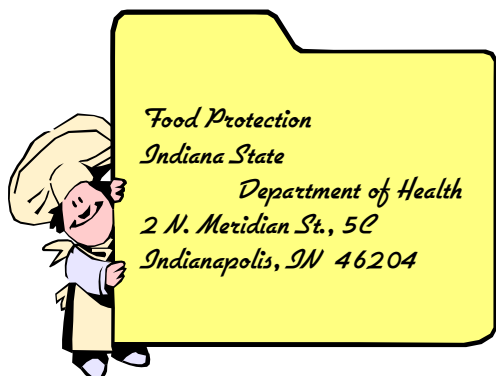 Food Protection
Indiana State
Department of Health
2 N. Meridian St., 5C
Indianapolis, IN 46204